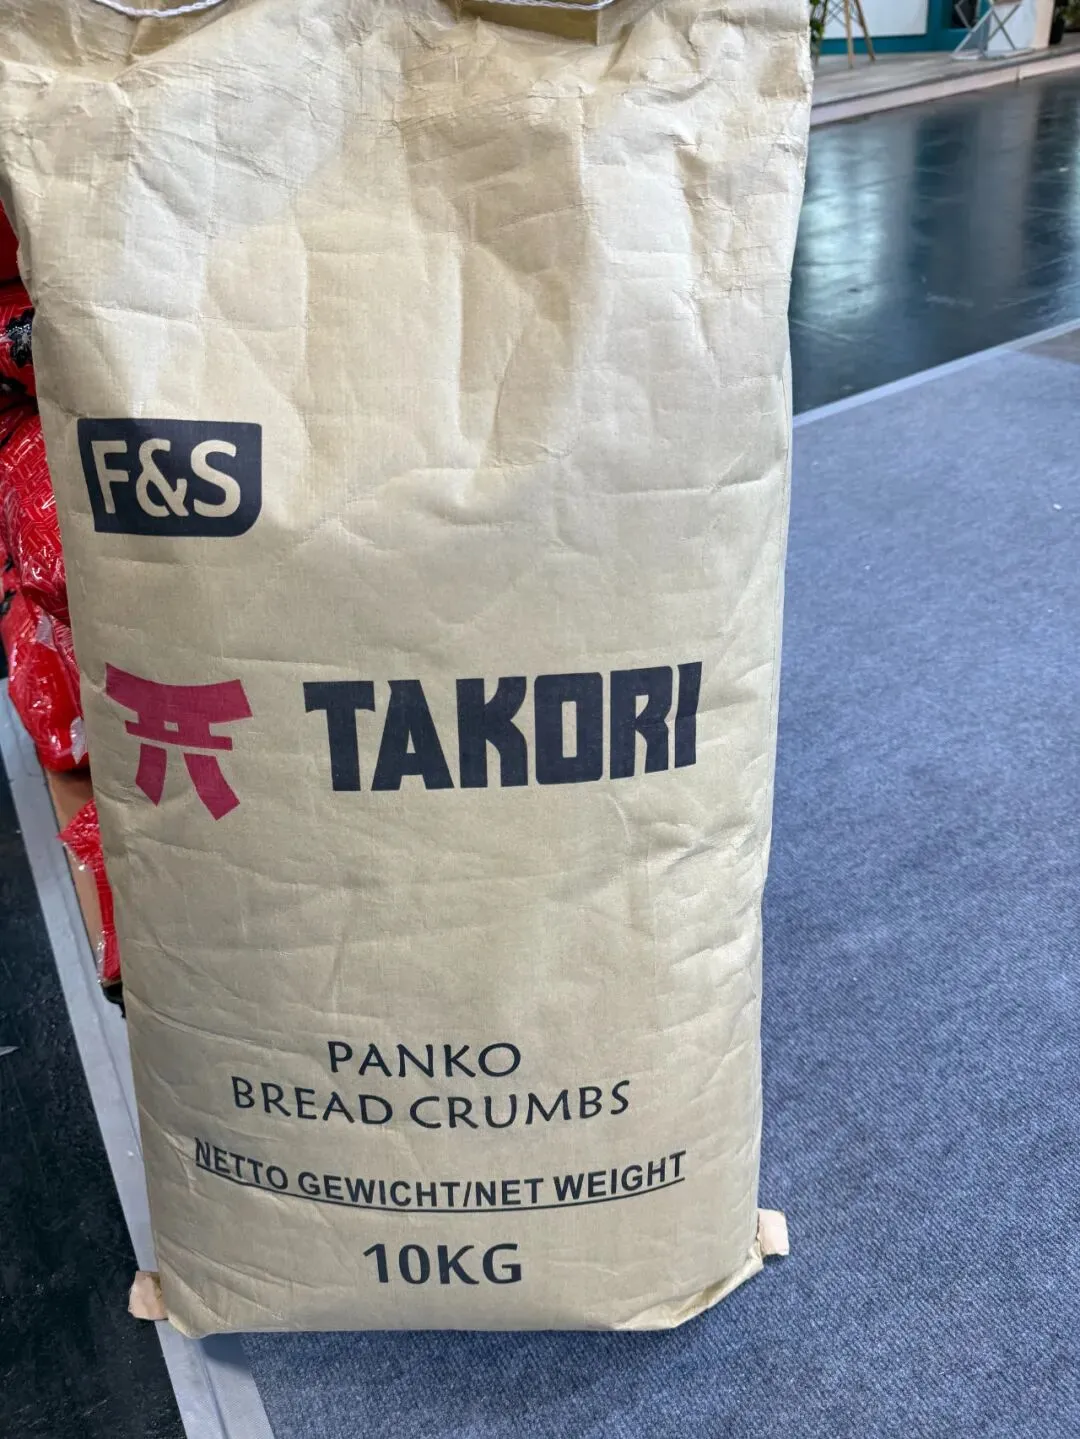 F&S
TAKORI
PANKO
BREAD CRUMBS
NETTO GEWICHT/NET WEIGHT
10KG